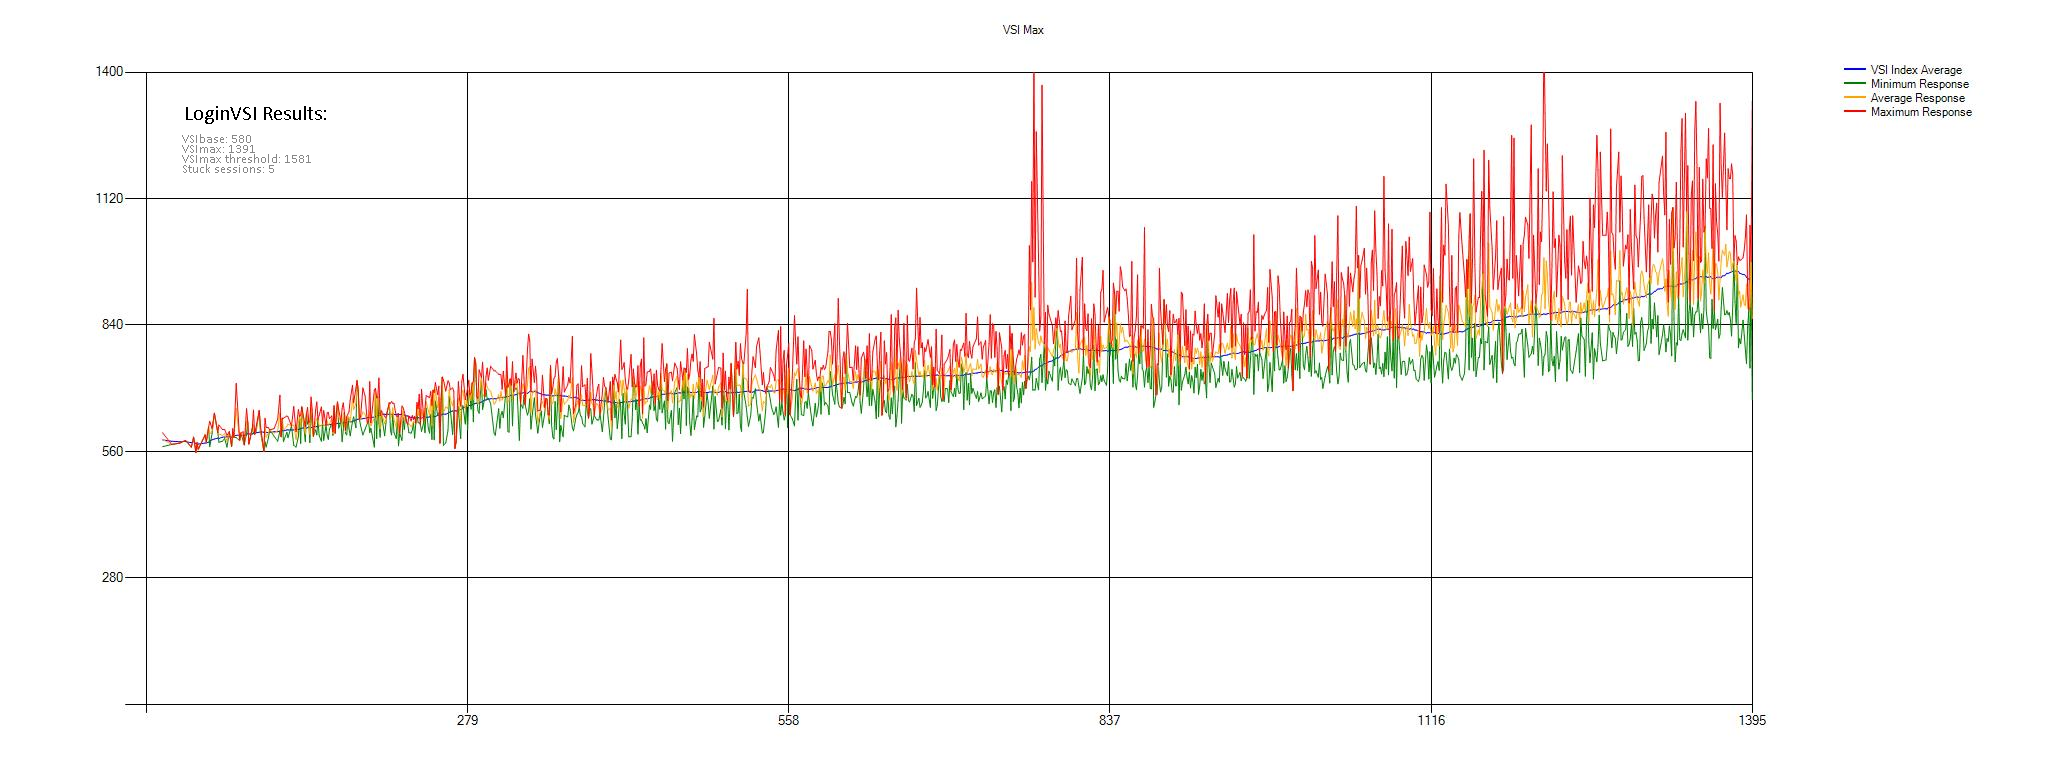 VSI Max
1400
1120
840
560
280
279
558
837
1116
1395
LoginVSI Results:
VSIbase: 580
VSImax: 1391
VSImax threshold: 1581
Stuck sessions: 5
VSI Index Average
Minimum Response
Average Response
Maximum Response